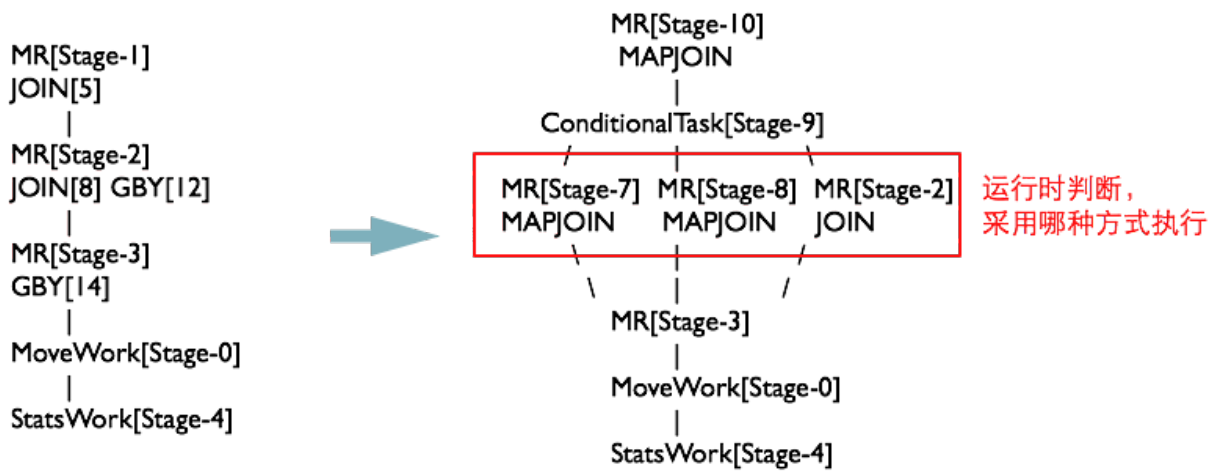 MR[Stage-1]
JOIN[5]
MR[Stage-2]
JOIN[8] GBY[12]
MR[Stage-3]
GBY[14]
MoveWork[Stage-0]
StatsWork[Stage-4]
MR[Stage-10]
MAPJOIN
ConditionalTask[Stage-9]
MR[Stage-7] MR[Stage-8] MR[Stage-2]
MAPJOIN MAPJOIN JOIN
运行时判断，
采用哪种方式执行
MR[Stage-3]
MoveWork[Stage-0]
StatsWork[Stage-4]